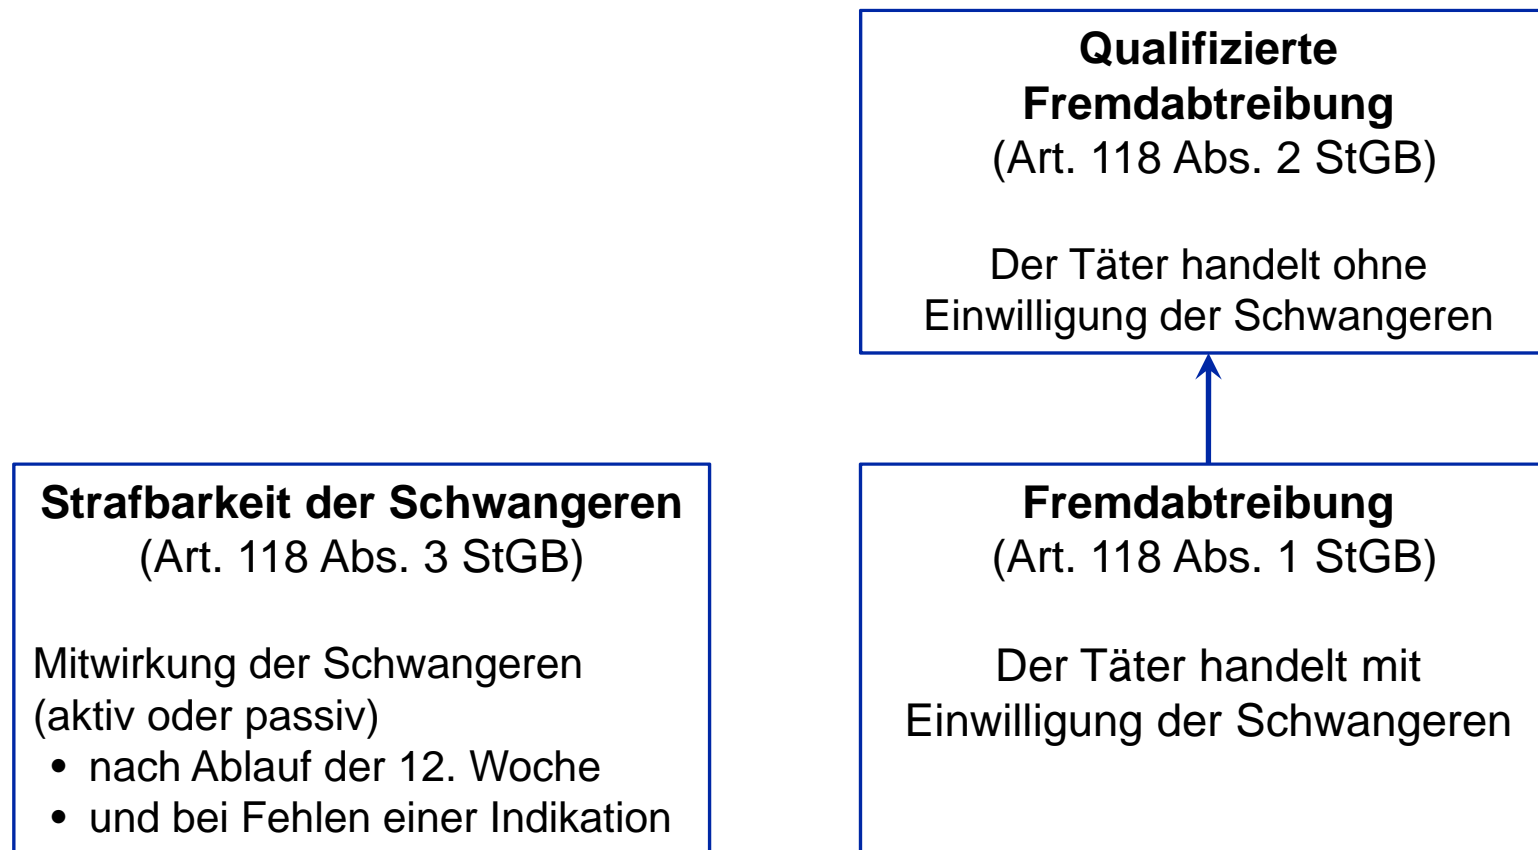 Qualifizierte
Fremdabtreibung
(Art. 118 Abs. 2 StGB)
Der Täter handelt ohne
Einwilligung der Schwangeren
Strafbarkeit der Schwangeren
(Art. 118 Abs. 3 StGB)
Mitwirkung der Schwangeren
(aktiv oder passiv)
• nach Ablauf der 12. Woche
• und bei Fehlen einer Indikation
Fremdabtreibung
(Art. 118 Abs. 1 StGB)
Der Täter handelt mit
Einwilligung der Schwangeren